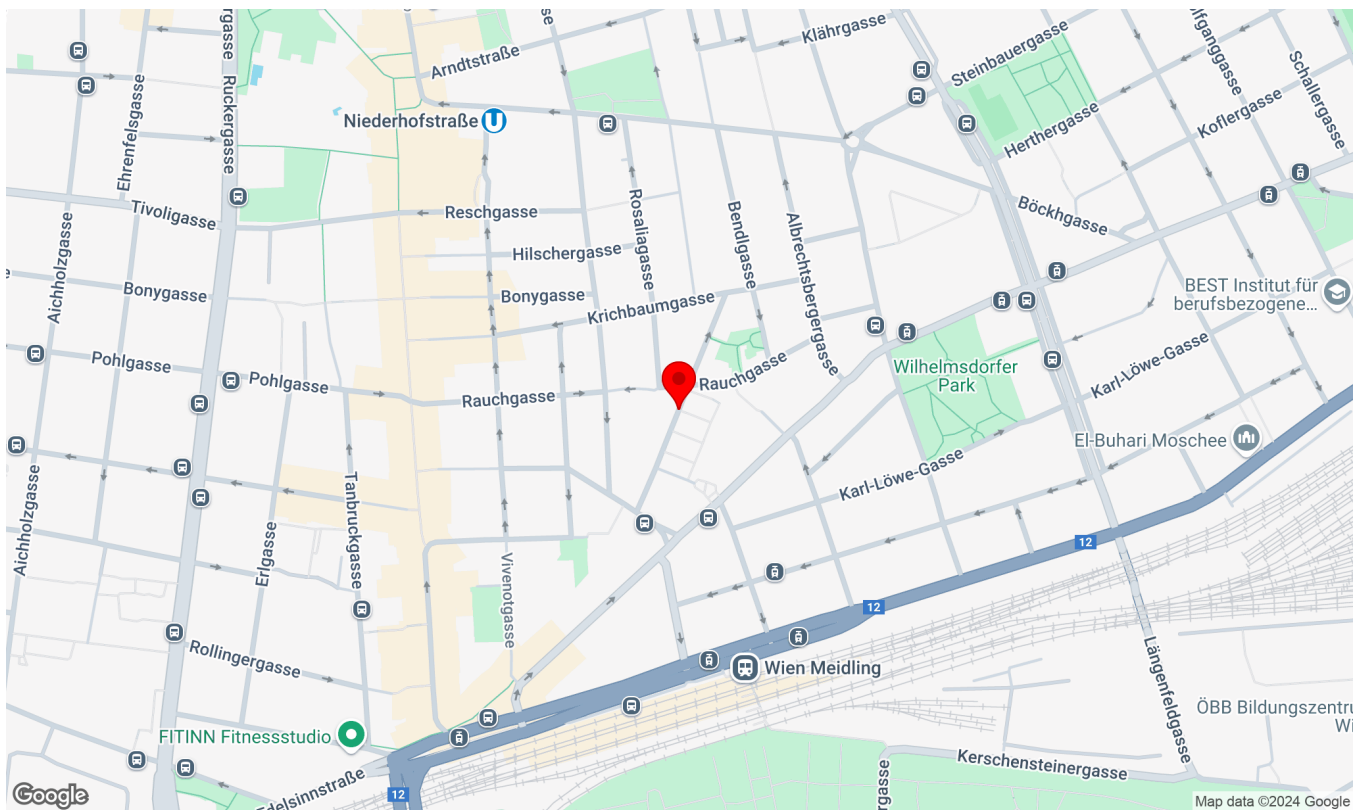 Klährgasse
Steinbauergasse
Schallergasse
Arndtstraße
Ruckergasse
Niederhofstraße
U
Koflergasse
Ehrenfelsgasse
Herthergasse
Tivoligasse
Reschgasse
Rosaliagasse
Bendlgasse
Albrechtsbergergasse
Böckhgasse
Hilschergasse
Aichholzgasse
Bonygasse
Bonygasse
Krichbaumgasse
BEST Institut für
berufsbezogene...
Pohlgasse
Pohlgasse
Rauchgasse
Rauchgasse
Wilhelmsdorfer
Park
Karl-Löwe-Gasse
El-Buhari Moschee
Karl-Löwe-Gasse
Aichholzgasse
Erlgasse
Tanbruckgasse
Vivenotgasse
12
12
Rollingergasse
Wien Meidling
Längenfeldgasse
FITINN Fitnessstudio
ÖBB Bildungszentru
Wi
Kerschensteinergasse
Edelsinnstraße
12
rgasse
Google
Map data ©2024 Google